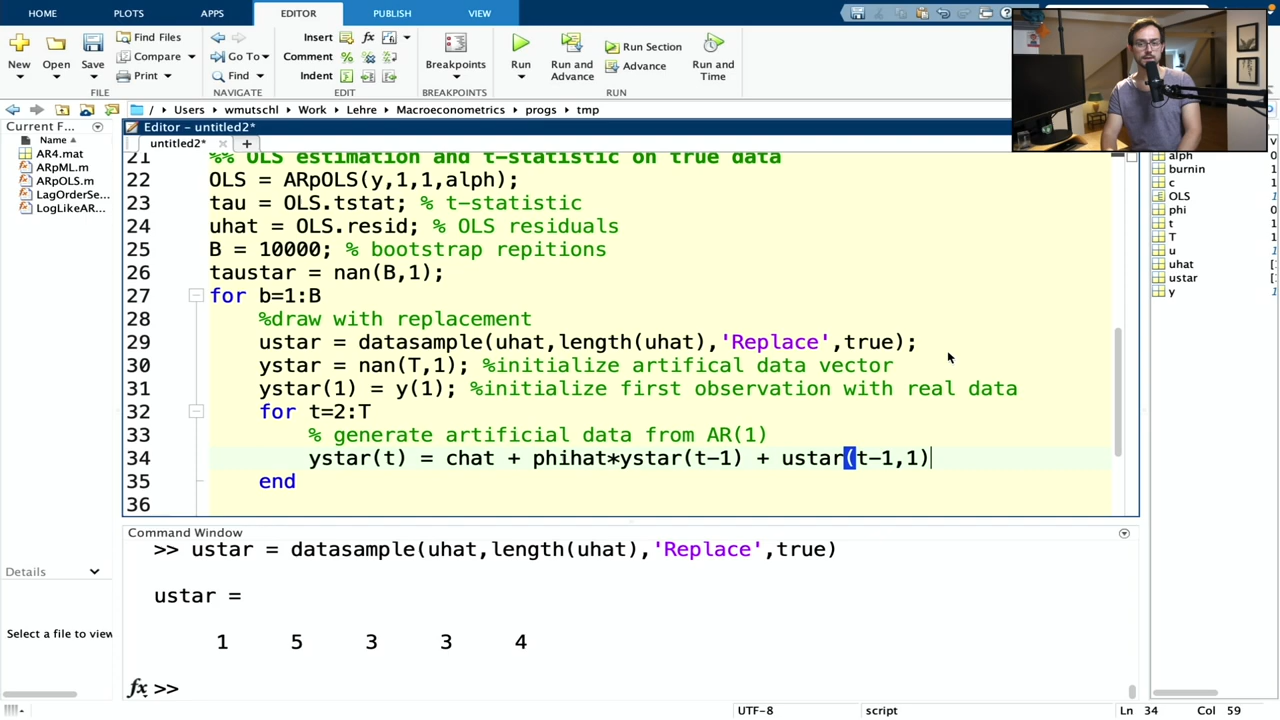 HOME PLOTS APPS EDITOR PUBLISH VIEW
New Open Save Find Files Compare Print Go To Find Insert Comment Indent Breakpoints Run Run and Advance Run Section Advance Run and Time
FILE NAVIGATE EDIT BREAKPOINTS RUN
/ Users wmutschl Work Lehre Macroeconometrics progs tmp
Current F...
Name
AR4.mat
ARpML.m
ARpOLS.m
LagOrderSe...
LogLikeAR...
Details
Select a file to view
Editor - untitled2*
untitled2*
21 %% OLS estimation and t-statistic on true data
22 OLS = ARpOLS(y,1,1,alph);
23 tau = OLS.tstat; % t-statistic
24 uhat = OLS.resid; % OLS residuals
25 B = 10000; % bootstrap repitions
26 taustar = nan(B,1);
27 for b=1:B
28 %draw with replacement
29 ustar = datasample(uhat,length(uhat),'Replace',true);
30 ystar = nan(T,1); %initialize artifical data vector
31 ystar(1) = y(1); %initialize first observation with real data
32 for t=2:T
33 % generate artificial data from AR(1)
34 ystar(t) = chat + phihat*ystar(t-1) + ustar(t-1,1)
35 end
36
Command Window
>> ustar = datasample(uhat,length(uhat),'Replace',true)
ustar =
1 5 3 3 4
fx >>
alph
burnin 1
c
OLS 1
phi 0
t 1
T 1
u 1
uhat [
ustar [
y 1
UTF-8 script Ln 34 Col 59